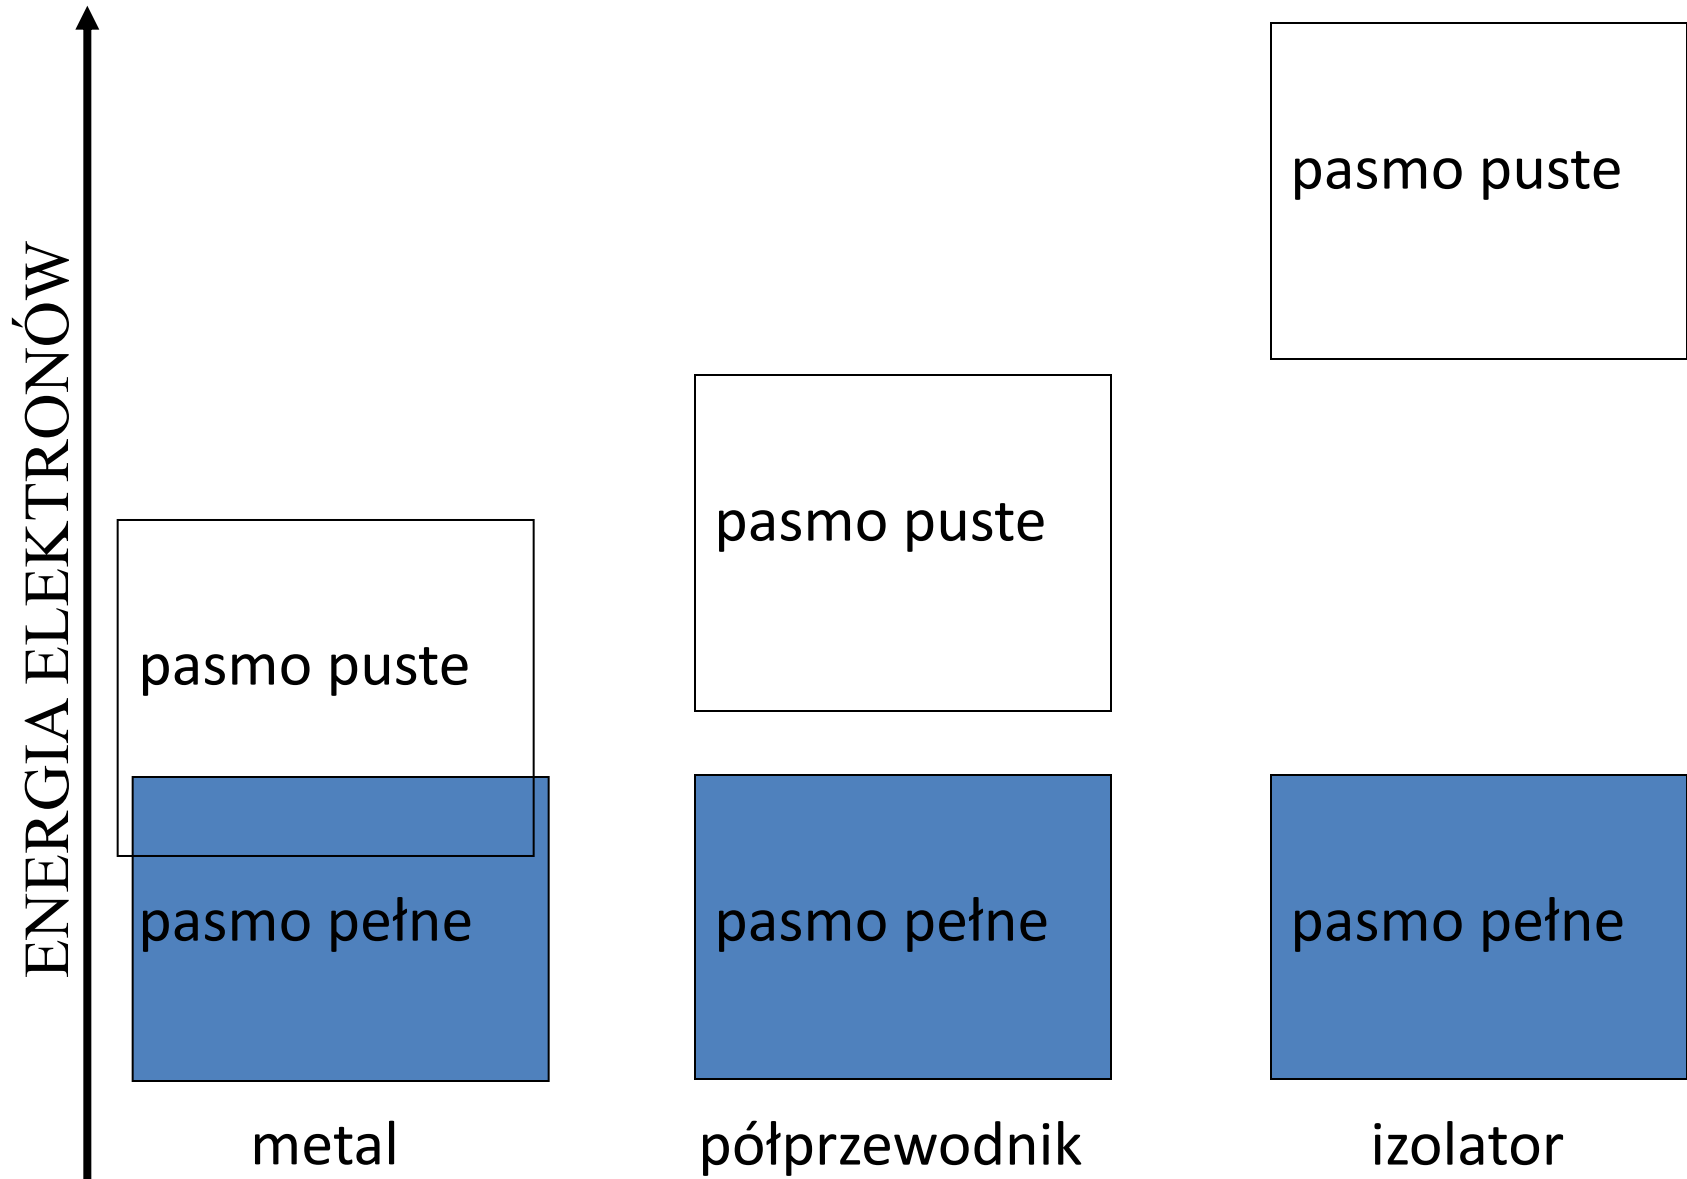 ENERGIA ELEKTRONÓW
pasmo puste
pasmo puste
pasmo puste
pasmo pełne
pasmo pełne
pasmo pełne
metal
półprzewodnik
izolator